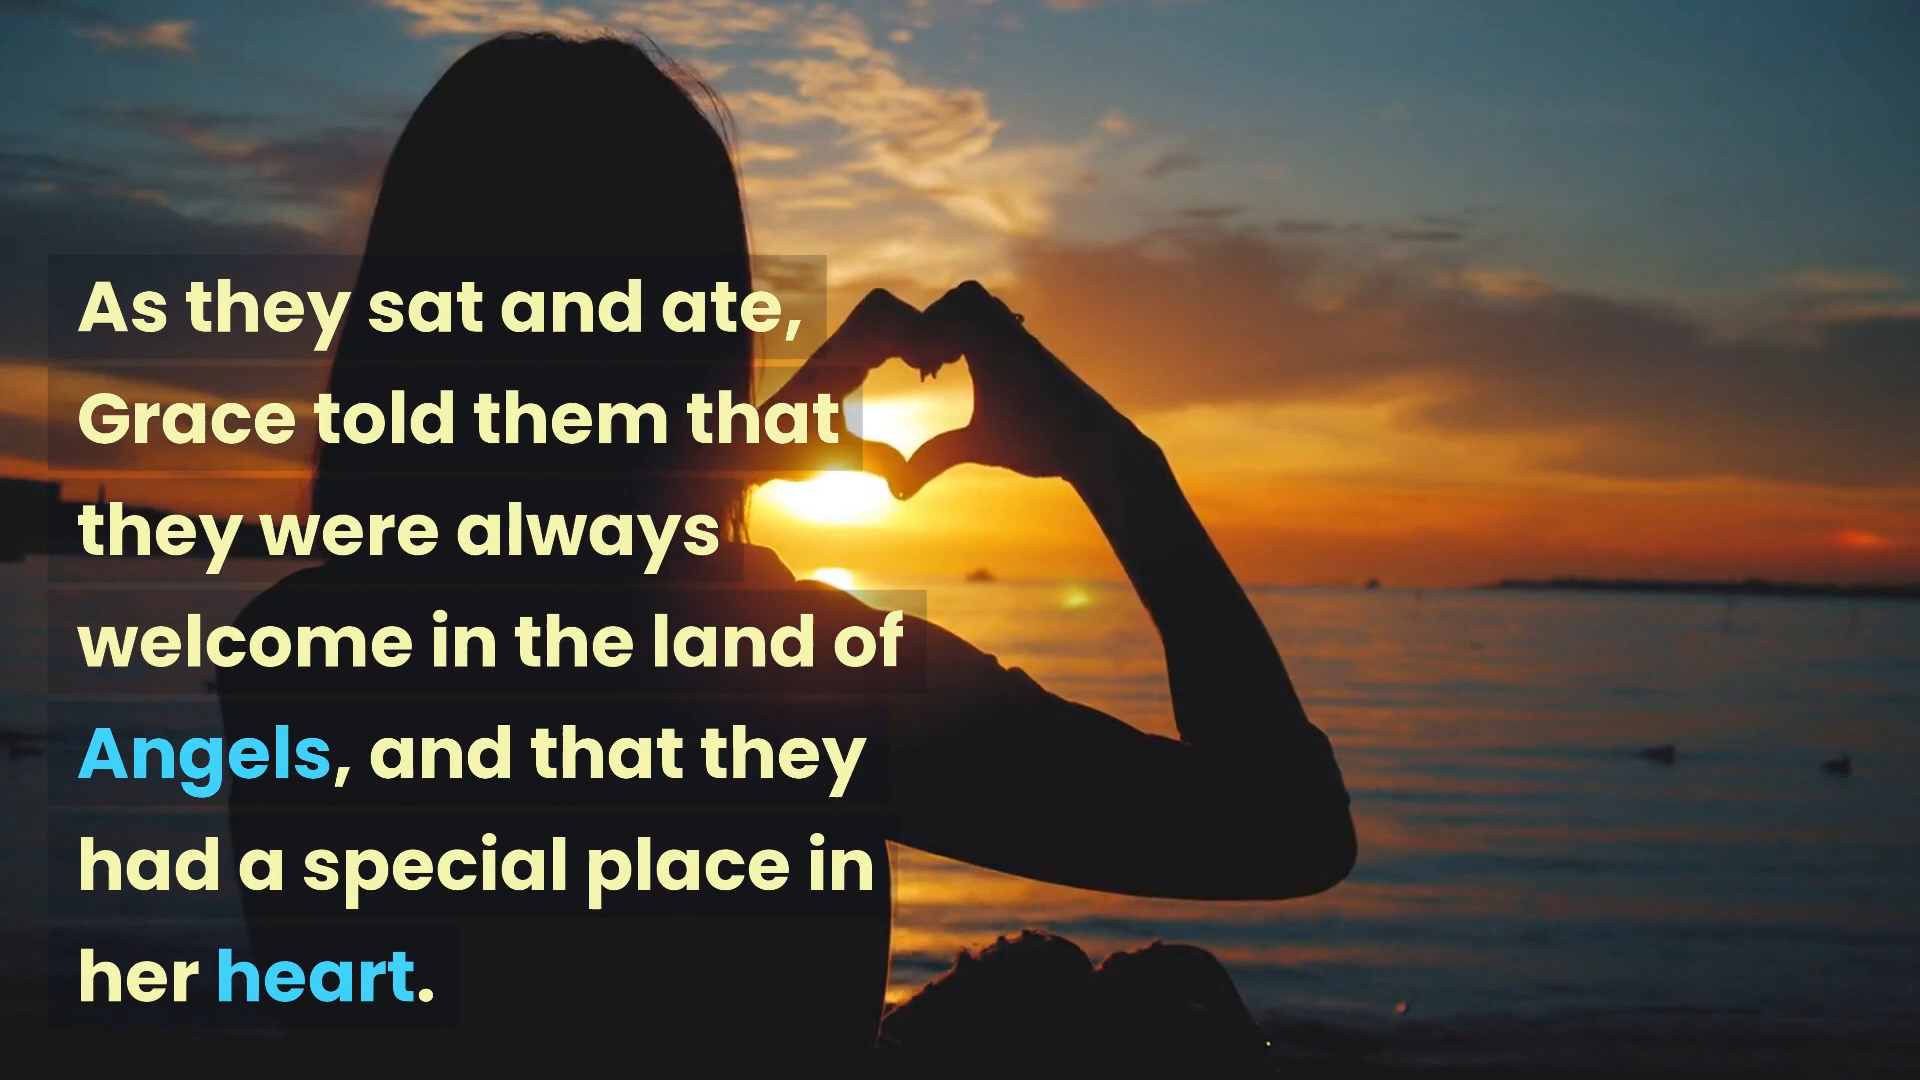 As they sat and ate,
Grace told them that
they were always
welcome in the land of
Angels, and that they
had a special place in
her heart.